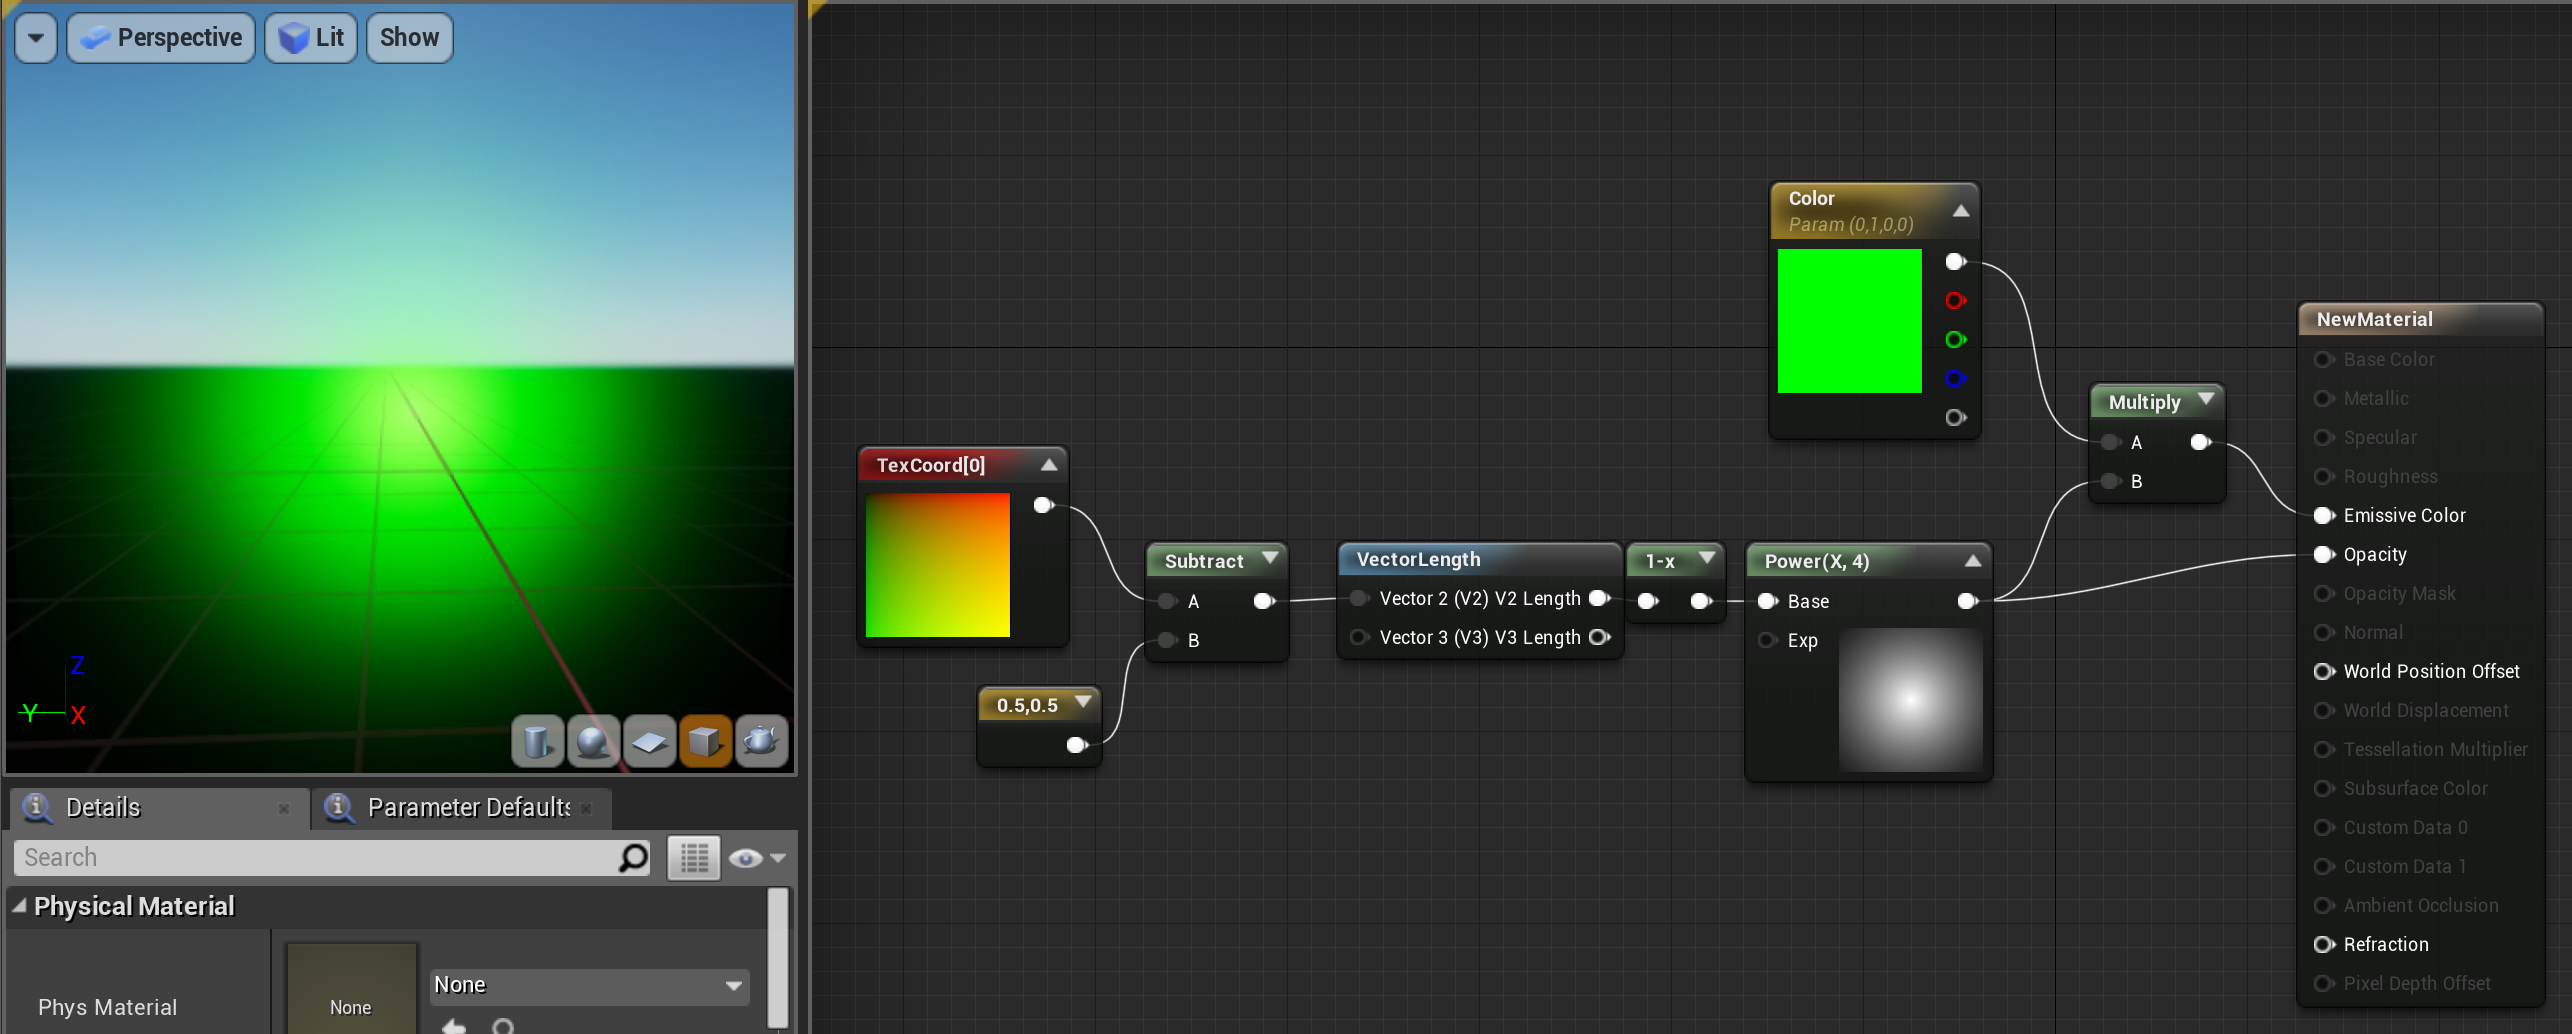 Perspective
Lit
Show
Z
Y
X
Details
Parameter Defaults
Search
Physical Material
Phys Material
None
None
TexCoord[0]
0.5,0.5
Subtract
A
B
VectorLength
Vector 2 (V2) V2 Length
Vector 3 (V3) V3 Length
1-x
Power(X, 4)
Base
Exp
Color
Param (0,1,0,0)
Multiply
A
B
NewMaterial
Base Color
Metallic
Specular
Roughness
Emissive Color
Opacity
Opacity Mask
Normal
World Position Offset
World Displacement
Tessellation Multiplier
Subsurface Color
Custom Data 0
Custom Data 1
Ambient Occlusion
Refraction
Pixel Depth Offset